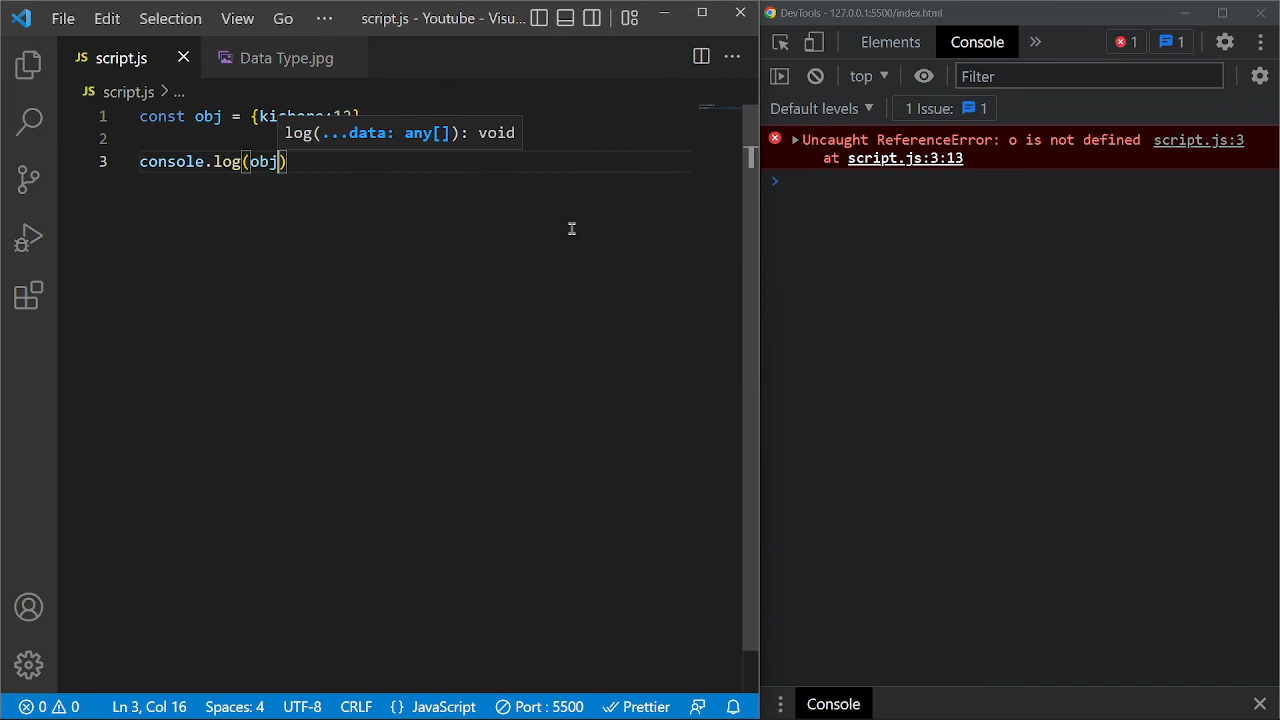 File Edit Selection View Go ··· script.js - Youtube - Visu...
JS script.js Data Type.jpg
JS script.js > ...
1 const obj = {kishore:12}
log(...data: any[]): void
2
3 console.log(obj)
0 0 Ln 3, Col 16 Spaces: 4 UTF-8 CRLF {} JavaScript Port : 5500 Prettier
DevTools - 127.0.0.1:5500/index.html
Elements Console » 1 1
top Filter
Default levels 1 Issue: 1
Uncaught ReferenceError: o is not defined script.js:3
at script.js:3:13
Console